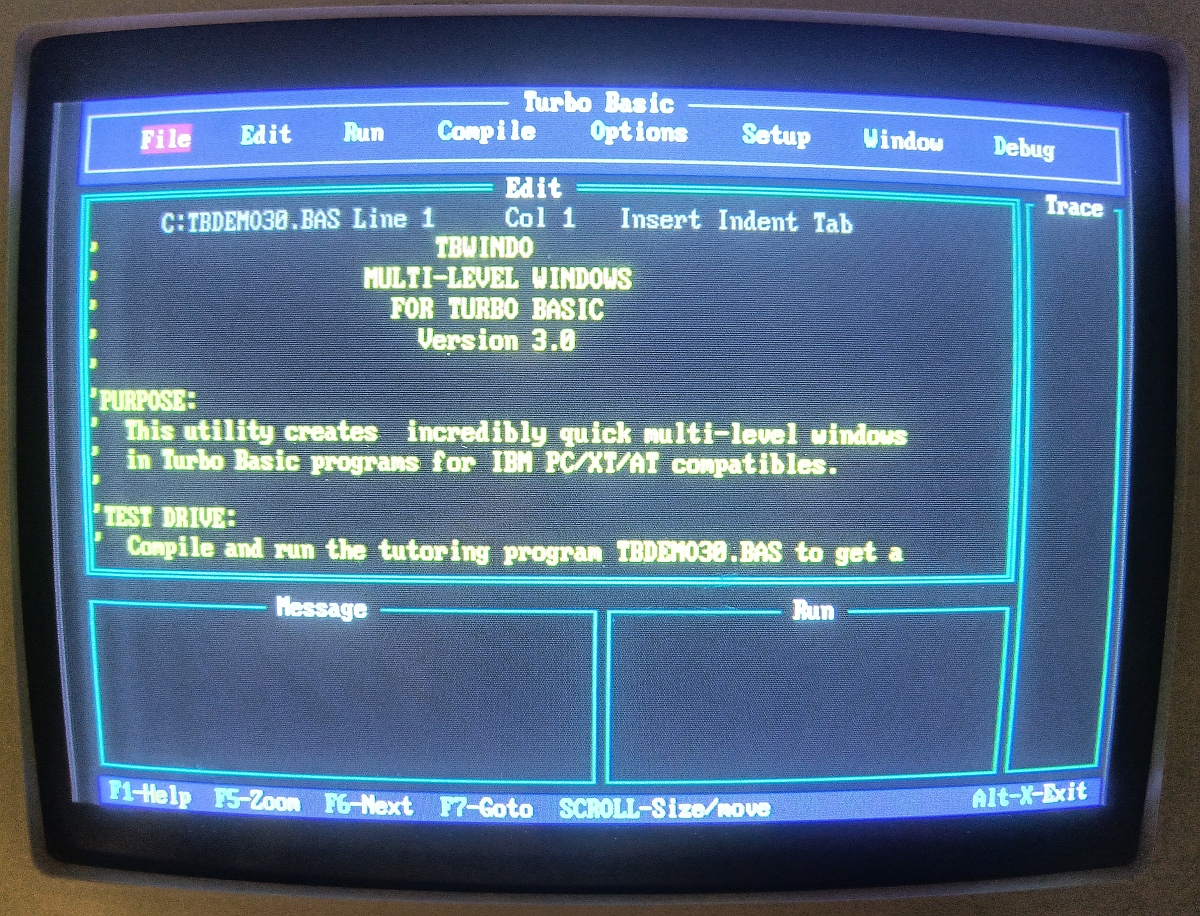 Turbo Basic
File Edit Run Compile Options Setup Window Debug
Edit
Trace
C:TBDEMO30.BAS Line 1 Col 1 Insert Indent Tab
' TBWINDO
' MULTI-LEVEL WINDOWS
' FOR TURBO BASIC
' Version 3.0
'
'PURPOSE:
' This utility creates  incredibly quick multi-level windows
' in Turbo Basic programs for IBM PC/XT/AT compatibles.
'
'TEST DRIVE:
' Compile and run the tutoring program TBDEMO30.BAS to get a
Message
Run
F1-Help F5-Zoom F6-Next F7-Goto SCROLL-Size/move Alt-X-Exit